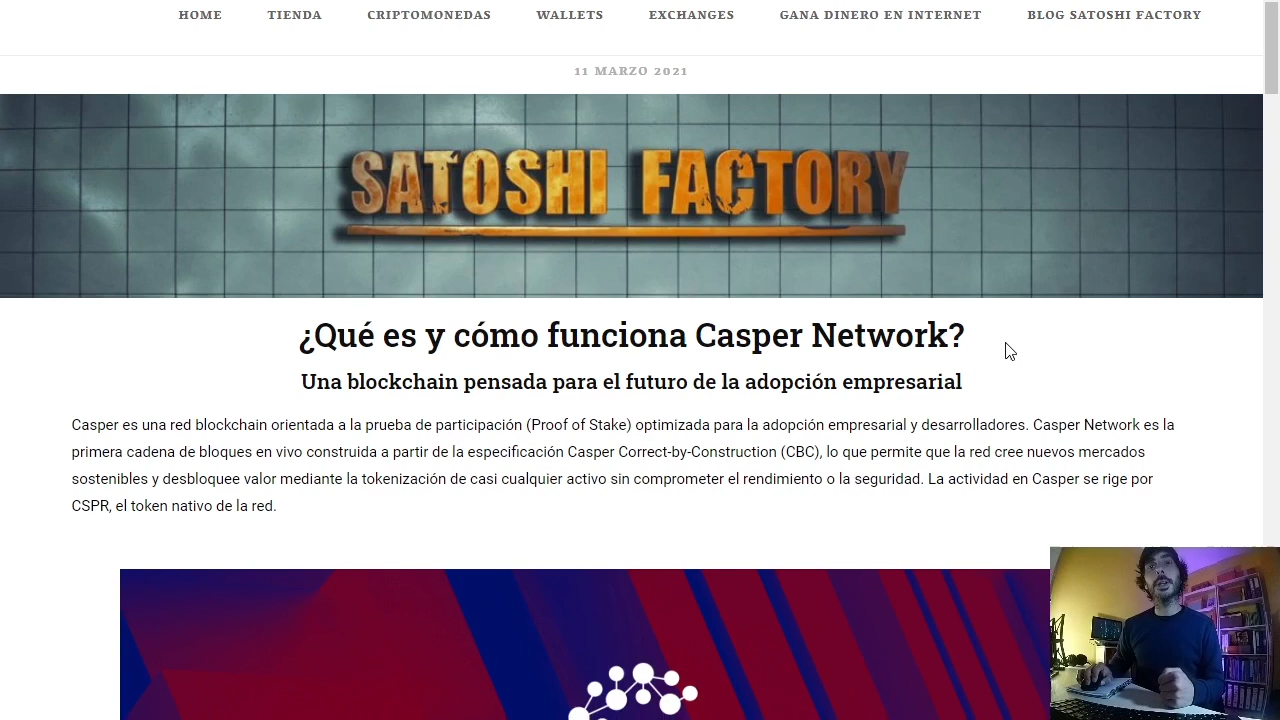 HOME TIENDA CRIPTOMONEDAS WALLETS EXCHANGES GANA DINERO EN INTERNET BLOG SATOSHI FACTORY
11 MARZO 2021
SATOSHI FACTORY
¿Qué es y cómo funciona Casper Network?
Una blockchain pensada para el futuro de la adopción empresarial
Casper es una red blockchain orientada a la prueba de participación (Proof of Stake) optimizada para la adopción empresarial y desarrolladores. Casper Network es la
primera cadena de bloques en vivo construida a partir de la especificación Casper Correct-by-Construction (CBC), lo que permite que la red cree nuevos mercados
sostenibles y desbloquee valor mediante la tokenización de casi cualquier activo sin comprometer el rendimiento o la seguridad. La actividad en Casper se rige por
CSPR, el token nativo de la red.